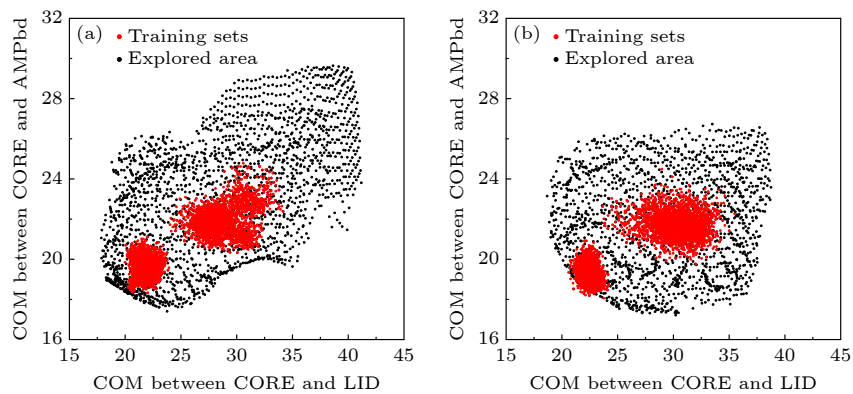 (a)
Training sets
Explored area
32
28
24
20
16
15 20 25 30 35 40 45
COM between CORE and LID
COM between CORE and AMPbd
(b)
Training sets
Explored area
32
28
24
20
16
15 20 25 30 35 40 45
COM between CORE and LID
COM between CORE and AMPbd